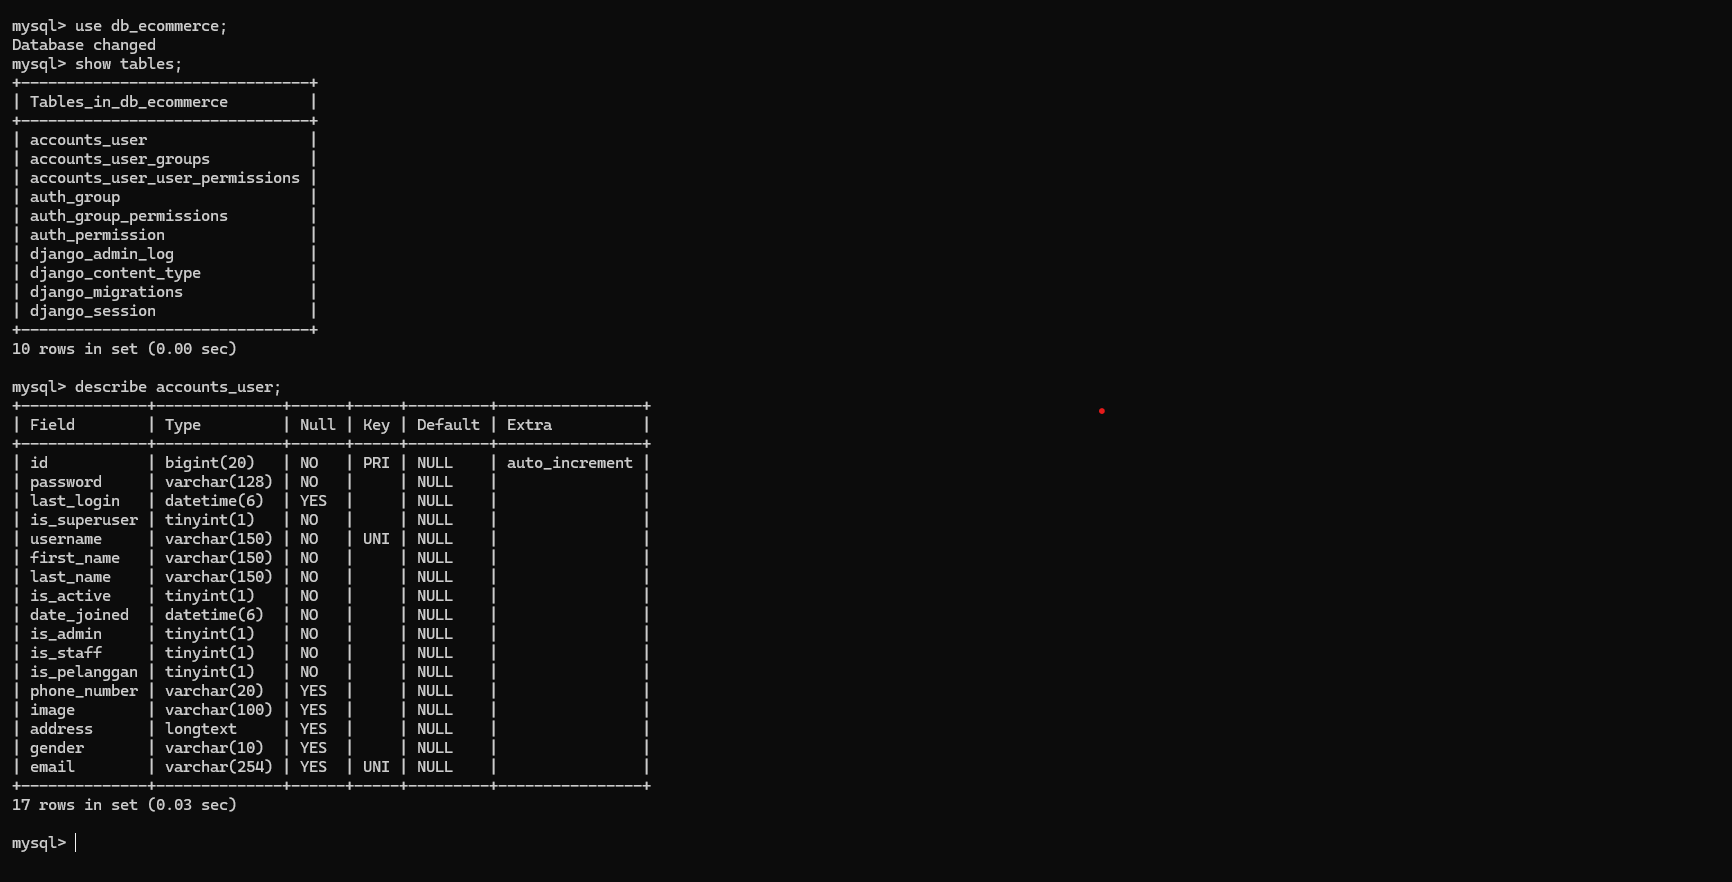 mysql> use db_ecommerce;
Database changed
mysql> show tables;
+--------------------------------+
| Tables_in_db_ecommerce         |
+--------------------------------+
| accounts_user                  |
| accounts_user_groups           |
| accounts_user_user_permissions |
| auth_group                     |
| auth_group_permissions         |
| auth_permission                |
| django_admin_log               |
| django_content_type            |
| django_migrations              |
| django_session                 |
+--------------------------------+
10 rows in set (0.00 sec)

mysql> describe accounts_user;
+--------------+--------------+------+-----+---------+----------------+
| Field        | Type         | Null | Key | Default | Extra          |
+--------------+--------------+------+-----+---------+----------------+
| id           | bigint(20)   | NO   | PRI | NULL    | auto_increment |
| password     | varchar(128) | NO   |     | NULL    |                |
| last_login   | datetime(6)  | YES  |     | NULL    |                |
| is_superuser | tinyint(1)   | NO   |     | NULL    |                |
| username     | varchar(150) | NO   | UNI | NULL    |                |
| first_name   | varchar(150) | NO   |     | NULL    |                |
| last_name    | varchar(150) | NO   |     | NULL    |                |
| is_active    | tinyint(1)   | NO   |     | NULL    |                |
| date_joined  | datetime(6)  | NO   |     | NULL    |                |
| is_admin     | tinyint(1)   | NO   |     | NULL    |                |
| is_staff     | tinyint(1)   | NO   |     | NULL    |                |
| is_pelanggan | tinyint(1)   | NO   |     | NULL    |                |
| phone_number | varchar(20)  | YES  |     | NULL    |                |
| image        | varchar(100) | YES  |     | NULL    |                |
| address      | longtext     | YES  |     | NULL    |                |
| gender       | varchar(10)  | YES  |     | NULL    |                |
| email        | varchar(254) | YES  | UNI | NULL    |                |
+--------------+--------------+------+-----+---------+----------------+
17 rows in set (0.03 sec)

mysql>